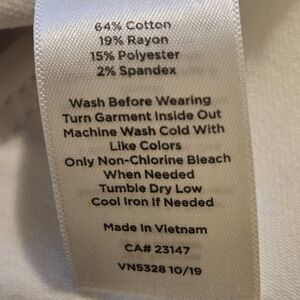 64% Cotton
19% Rayon
15% Polyester
2% Spandex
Wash Before Wearing
Turn Garment Inside Out
Machine Wash Cold With
Like Colors
Only Non-Chlorine Bleach
When Needed
Tumble Dry Low
Cool Iron If Needed
Made In Vietnam
CA# 23147
VN5328 10/19